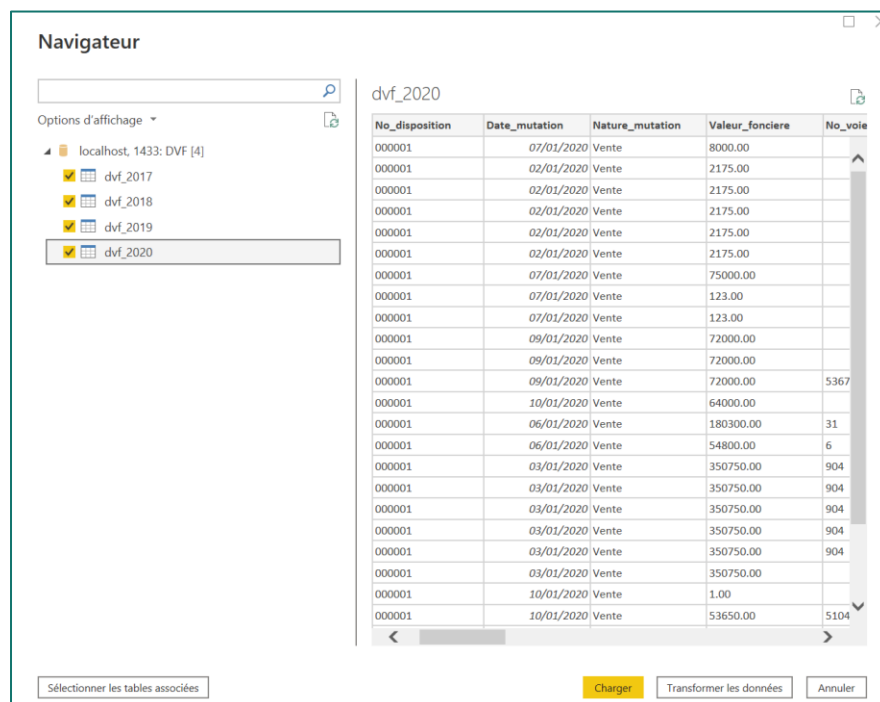 Navigateur
Options d'affichage
localhost, 1433: DVF [4]
dvf_2017
dvf_2018
dvf_2019
dvf_2020
dvf_2020
No_disposition Date_mutation Nature_mutation Valeur_fonciere No_voie
000001 07/01/2020 Vente 8000.00
000001 02/01/2020 Vente 2175.00
000001 02/01/2020 Vente 2175.00
000001 02/01/2020 Vente 2175.00
000001 02/01/2020 Vente 2175.00
000001 02/01/2020 Vente 2175.00
000001 07/01/2020 Vente 75000.00
000001 07/01/2020 Vente 123.00
000001 07/01/2020 Vente 123.00
000001 09/01/2020 Vente 72000.00
000001 09/01/2020 Vente 72000.00
000001 09/01/2020 Vente 72000.00 5367
000001 10/01/2020 Vente 64000.00
000001 06/01/2020 Vente 180300.00 31
000001 06/01/2020 Vente 54800.00 6
000001 03/01/2020 Vente 350750.00 904
000001 03/01/2020 Vente 350750.00 904
000001 03/01/2020 Vente 350750.00 904
000001 03/01/2020 Vente 350750.00 904
000001 03/01/2020 Vente 350750.00 904
000001 03/01/2020 Vente 350750.00
000001 10/01/2020 Vente 1.00
000001 10/01/2020 Vente 53650.00 5104
Sélectionner les tables associées
Charger
Transformer les données
Annuler